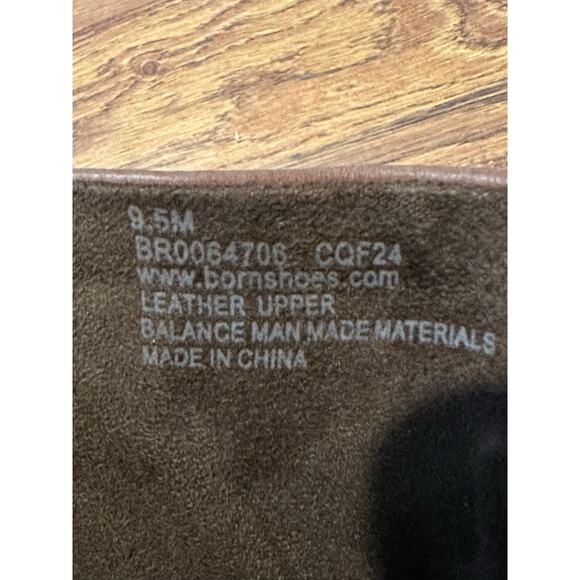 9.5M
BR0064706 CQF24
www.bornshoes.com
LEATHER UPPER
BALANCE MAN MADE MATERIALS
MADE IN CHINA